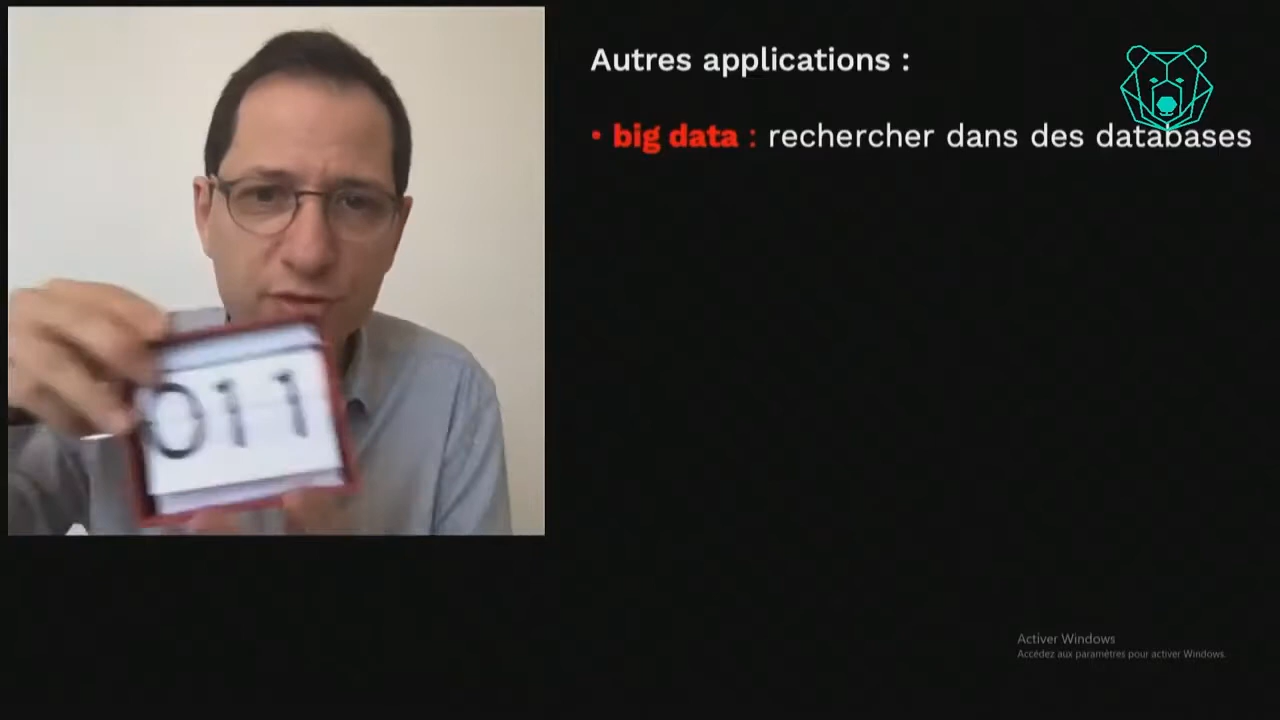 Autres applications :
• big data : rechercher dans des databases
011
Activer Windows
Accédez aux paramètres pour activer Windows.